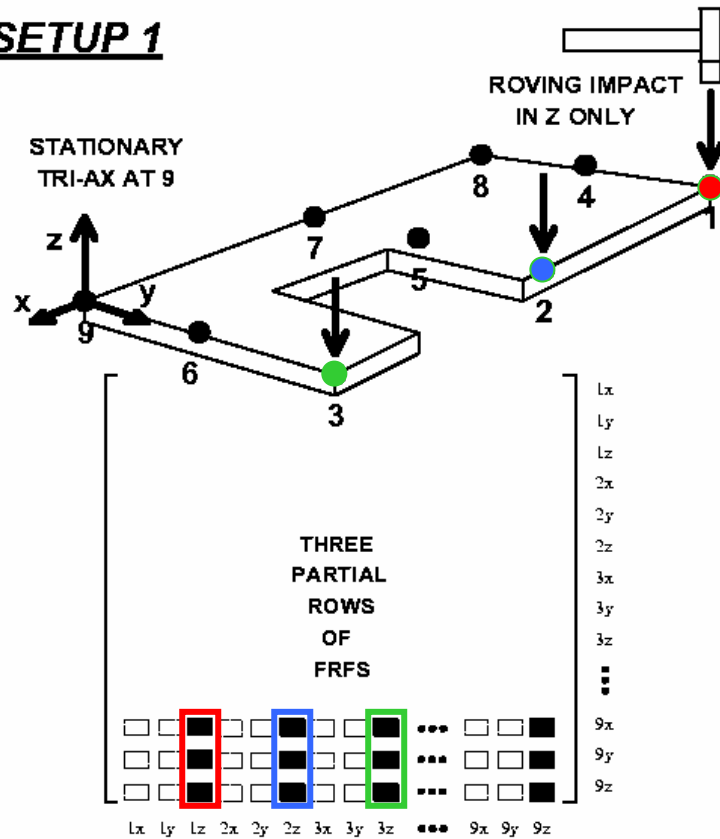 SETUP 1
ROVING IMPACT
IN Z ONLY
STATIONARY
TRI-AX AT 9
8
4
1
7
z
5
x
y
9
2
6
3
1x
1y
1z
2x
2y
2z
3x
3y
3z
THREE
PARTIAL
ROWS
OF
FRFS
9x
9y
9z
1x 1y 1z 2x 2y 2z 3x 3y 3z ••• 9x 9y 9z